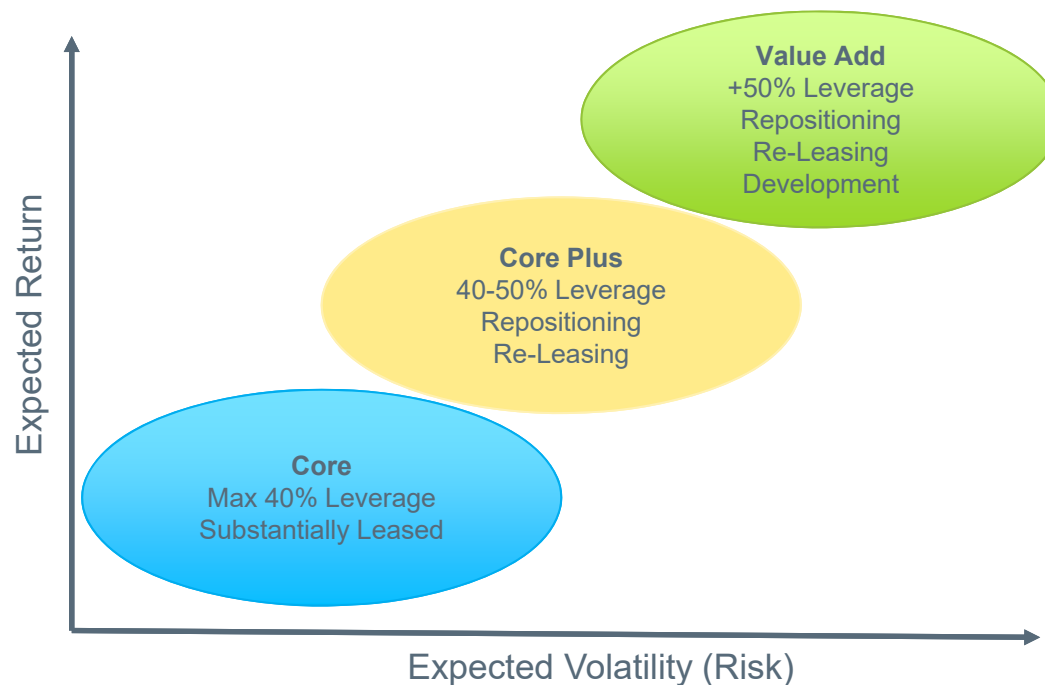 Value Add
+50% Leverage
Repositioning
Re-Leasing
Development
Core Plus
40-50% Leverage
Repositioning
Re-Leasing
Core
Max 40% Leverage
Substantially Leased
Expected Return
Expected Volatility (Risk)